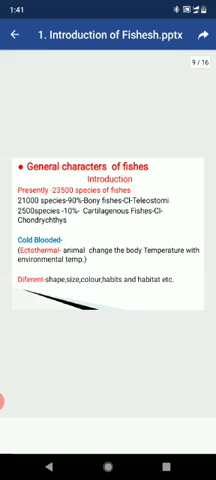 1:41
1. Introduction of Fishesh.pptx
9 / 16
● General characters of fishes
Introduction
Presently -23500 species of fishes
21000 species-90%-Bony fishes-Cl-Teleostomi
2500species -10%- Cartilagenous Fishes-Cl-
Chondrychthys
Cold Blooded-
(Ectothermal- animal change the body Temperature with
environmental temp.)
Diferent-shape,size,colour,habits and habitat etc.